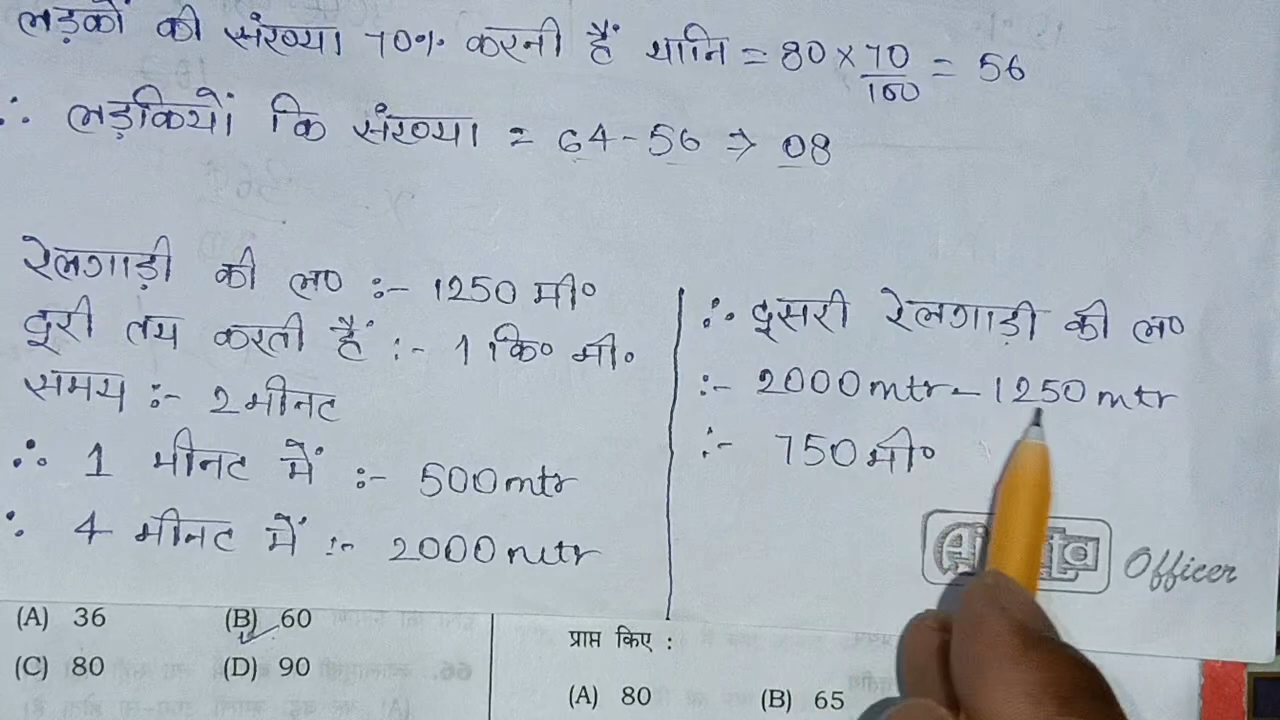 लड़कों की संख्या 70% करनी हैं यानि = 80 × 70/100 = 56
∴ लड़कियों कि संख्या = 64 - 56 ⇒ 08
रेलगाड़ी की ल० :- 1250 मी०
दूरी तय करती हैं :- 1 कि० मी०
समय :- 2 मीनट
∴ 1 मीनट में :- 500 mtr
∴ 4 मीनट में :- 2000 mtr
∴ दुसरी रेलगाड़ी की ल०
:- 2000 mtr - 1250 mtr
:- 750 मी०
Officer
(A) 36 (B) 60
(C) 80 (D) 90
प्राप्त किए :
(A) 80 (B) 65